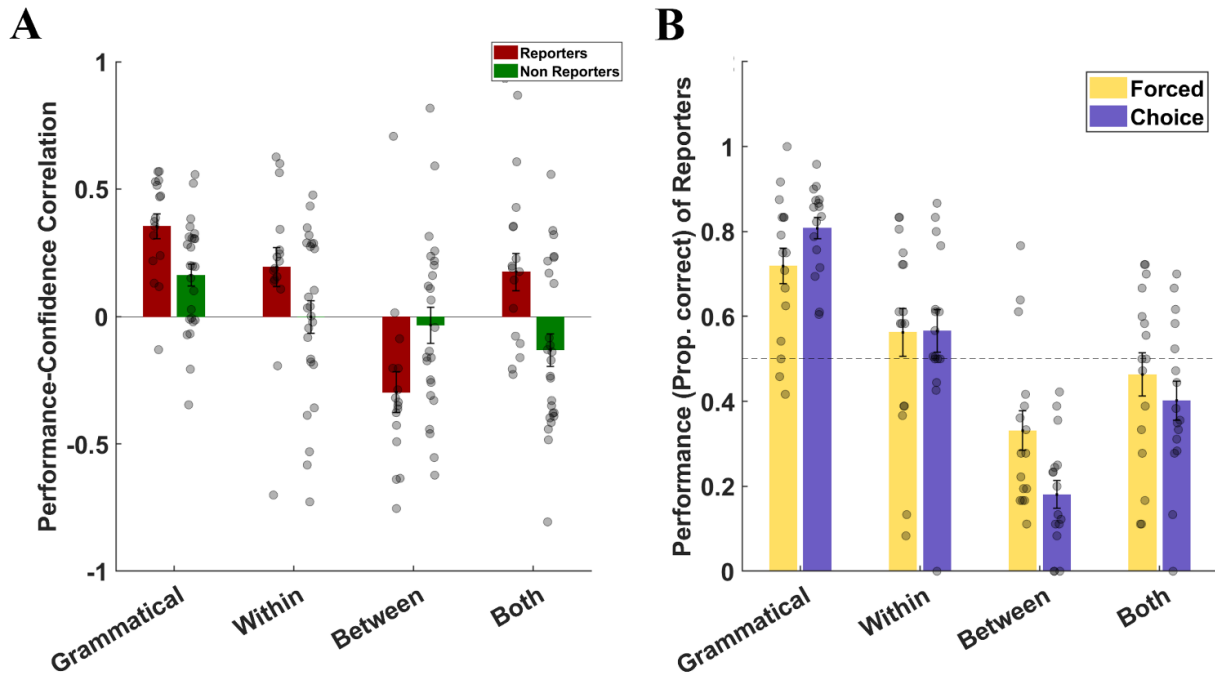 A
Reporters
Non Reporters
Performance-Confidence Correlation
1
0.5
0
-0.5
-1
Grammatical
Within
Between
Both
B
Forced
Choice
Performance (Prop. correct) of Reporters
1
0.8
0.6
0.4
0.2
0
Grammatical
Within
Between
Both